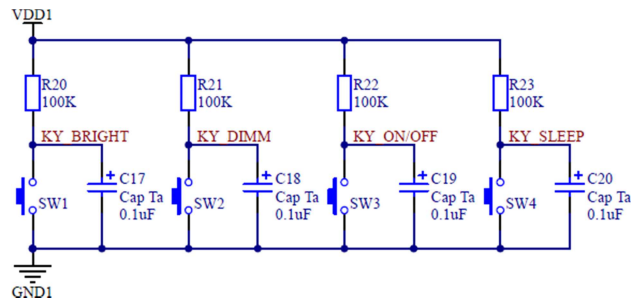 VDD1
R20
100K
R21
100K
R22
100K
R23
100K
KY_BRIGHT
KY_DIMM
KY_ON/OFF
KY_SLEEP
SW1
C17
Cap Ta
0.1uF
SW2
C18
Cap Ta
0.1uF
SW3
C19
Cap Ta
0.1uF
SW4
C20
Cap Ta
0.1uF
GND1